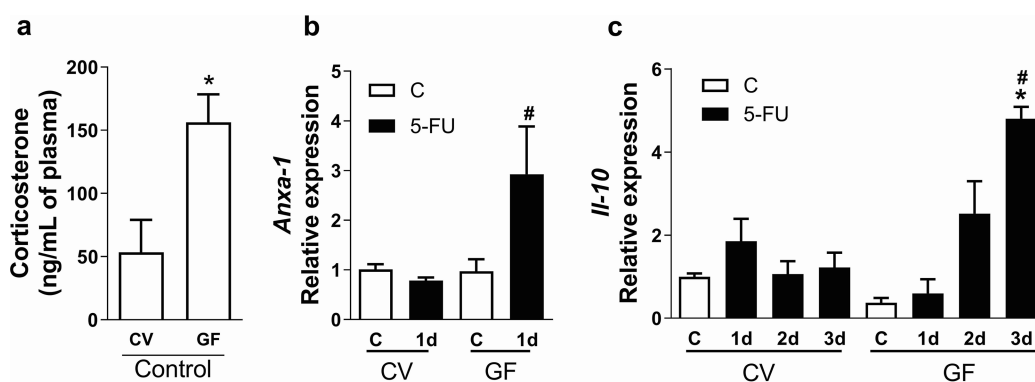 a
Corticosterone
(ng/mL of plasma)
200
150
100
50
0
*
CV GF
Control
b
Anxa-1
Relative expression
5
4
3
2
1
0
C
5-FU
#
C 1d C 1d
CV GF
c
Il-10
Relative expression
6
4
2
0
C
5-FU
#
*
C 1d 2d 3d C 1d 2d 3d
CV GF